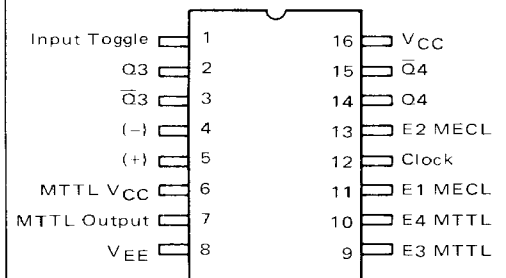 Input Toggle 1 16 VCC
Q3 2 15 Q̅4
Q̅3 3 14 Q4
(−) 4 13 E2 MECL
(+) 5 12 Clock
MTTL VCC 6 11 E1 MECL
MTTL Output 7 10 E4 MTTL
VEE 8 9 E3 MTTL